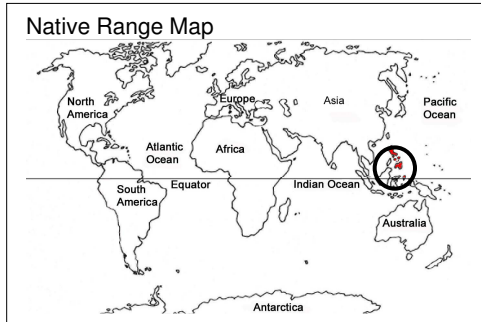 Native Range Map
North
America
Europe
Asia
Pacific
Ocean
Atlantic
Ocean
Africa
Equator
Indian Ocean
South
America
Australia
Antarctica